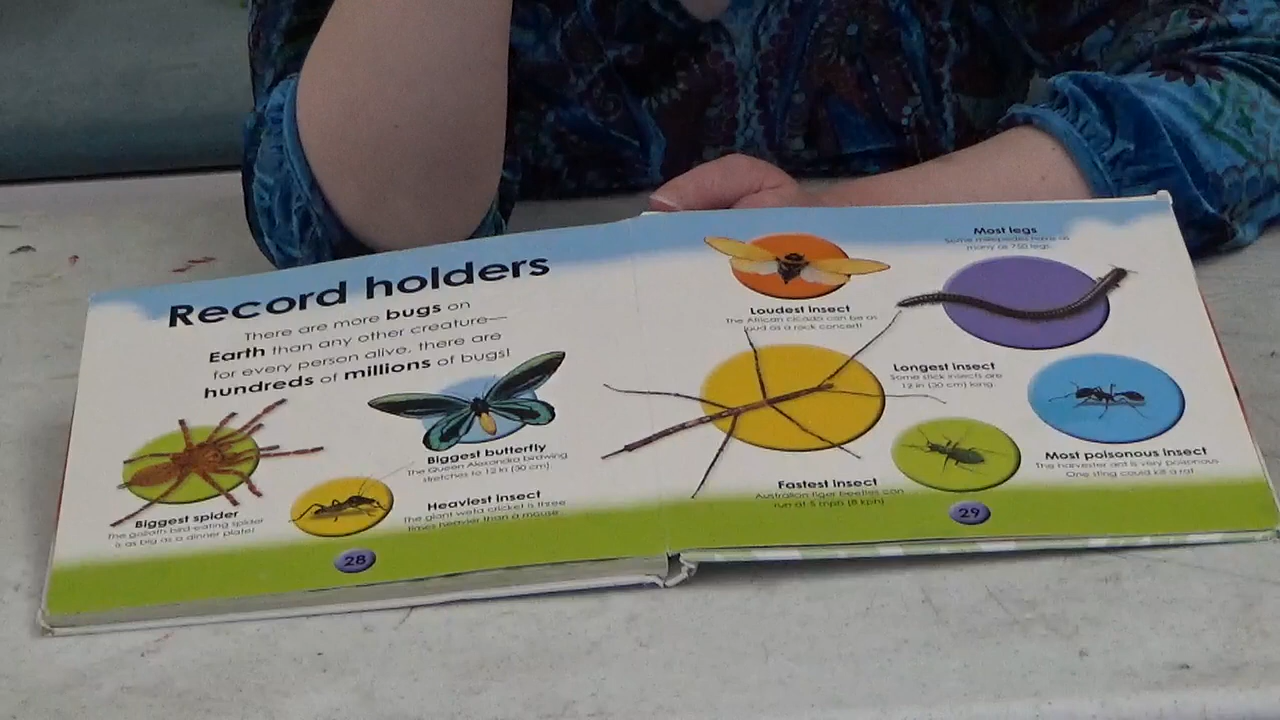 Record holders
There are more bugs on
Earth than any other creature—
for every person alive, there are
hundreds of millions of bugs!
Biggest butterfly
The Queen Alexandra birdwing
stretches to 12 in (30 cm).
Biggest spider
The goliath bird-eating spider
is as big as a dinner plate!
Heaviest insect
The giant weta cricket is three
times heavier than a mouse.
28
Most legs
Some millipedes have as
many as 750 legs.
Loudest insect
The African cicada can be as
loud as a rock concert!
Longest insect
Some stick insects are
12 in (30 cm) long.
Most poisonous insect
The harvester ant is very poisonous.
One sting could kill a rat.
Fastest insect
Australian tiger beetles can
run at 5 mph (8 kph).
29